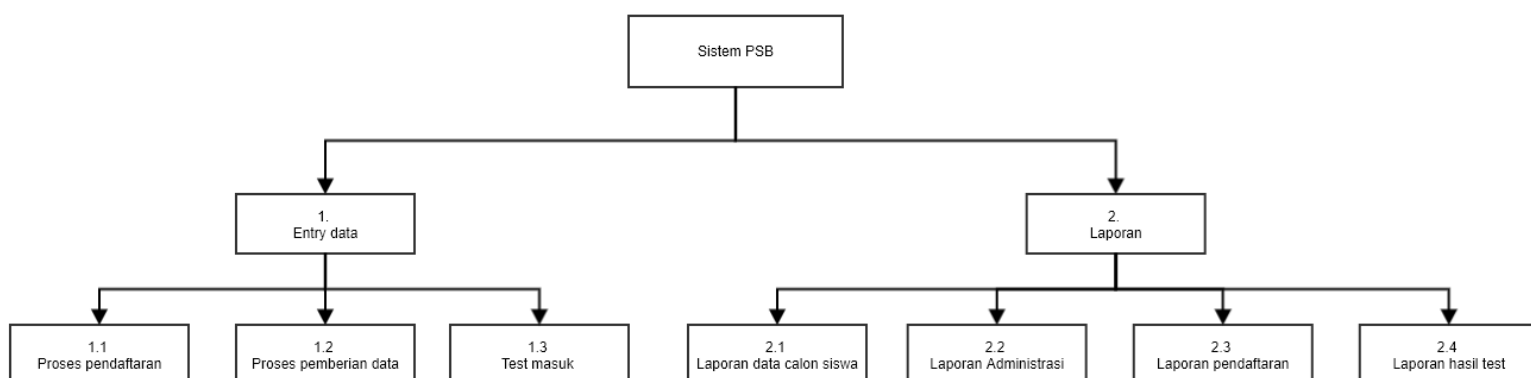 Sistem PSB
1.
Entry data
2.
Laporan
1.1
Proses pendaftaran
1.2
Proses pemberian data
1.3
Test masuk
2.1
Laporan data calon siswa
2.2
Laporan Administrasi
2.3
Laporan pendaftaran
2.4
Laporan hasil test